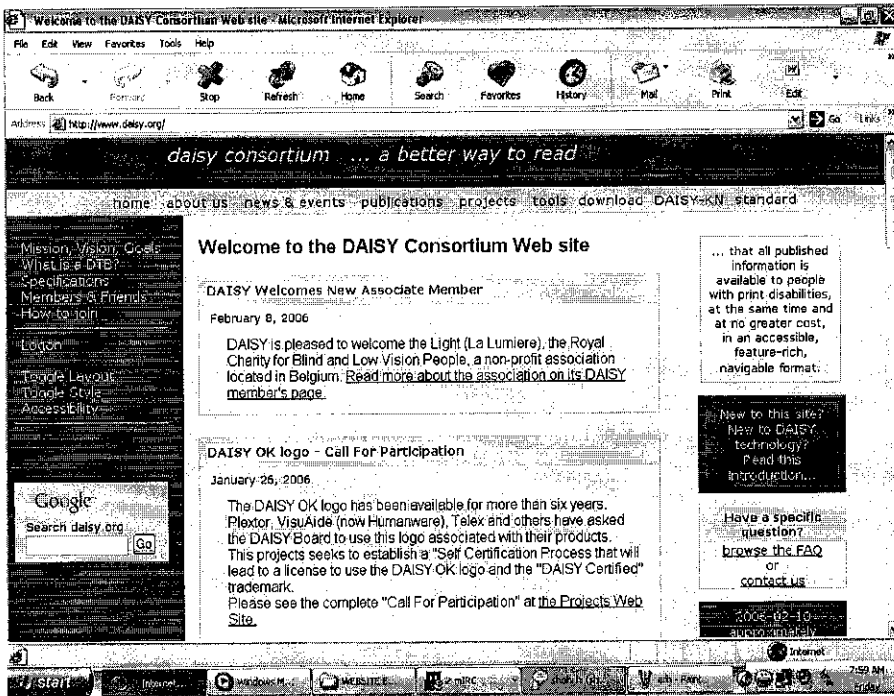 Welcome to the DAISY Consortium Web site - Microsoft Internet Explorer
File Edit View Favorites Tools Help
Back Forward Stop Refresh Home Search Favorites History Mail Print Edit
Address http://www.daisy.org/ Go Links
daisy consortium ... a better way to read
home about us news & events publications projects tools download DAISY-KN standard
Mission, Vision, Goals
What is a DTB?
Specifications
Members & Friends
How to join
Logon
Toggle Layout
Toggle Style
Accessibility
Google
Search daisy.org
Go
Welcome to the DAISY Consortium Web site
DAISY Welcomes New Associate Member
February 8, 2006
DAISY is pleased to welcome the Light (La Lumiere), the Royal
Charity for Blind and Low Vision People, a non-profit association
located in Belgium. Read more about the association on its DAISY
member's page.
DAISY OK logo - Call For Participation
January 26, 2006
The DAISY OK logo has been available for more than six years.
Plextor, VisuAide (now Humanware), Telex and others have asked
the DAISY Board to use this logo associated with their products.
This projects seeks to establish a "Self Certification Process that will
lead to a license to use the DAISY OK logo and the "DAISY Certified"
trademark.
Please see the complete "Call For Participation" at the Projects Web
Site.
... that all published
information is
available to people
with print disabilities,
at the same time and
at no greater cost,
in an accessible,
feature-rich,
navigable format.
New to this site?
New to DAISY
technology?
Read this
Introduction...
Have a specific
question?
browse the FAQ
or
contact us
2006-02-10
approximately
Internet
start Internet... Windows M... WEBSITE E... 2 mIRC 7:59 AM
Friday